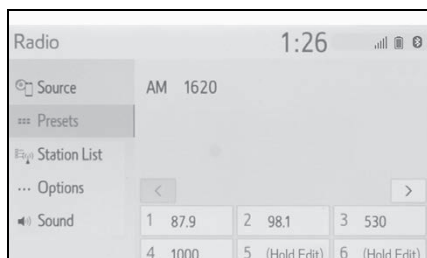 Radio 1:26
Source AM 1620
Presets
Station List
... Options
< >
Sound 1 87.9 2 98.1 3 530
4 1000 5 (Hold Edit) 6 (Hold Edit)